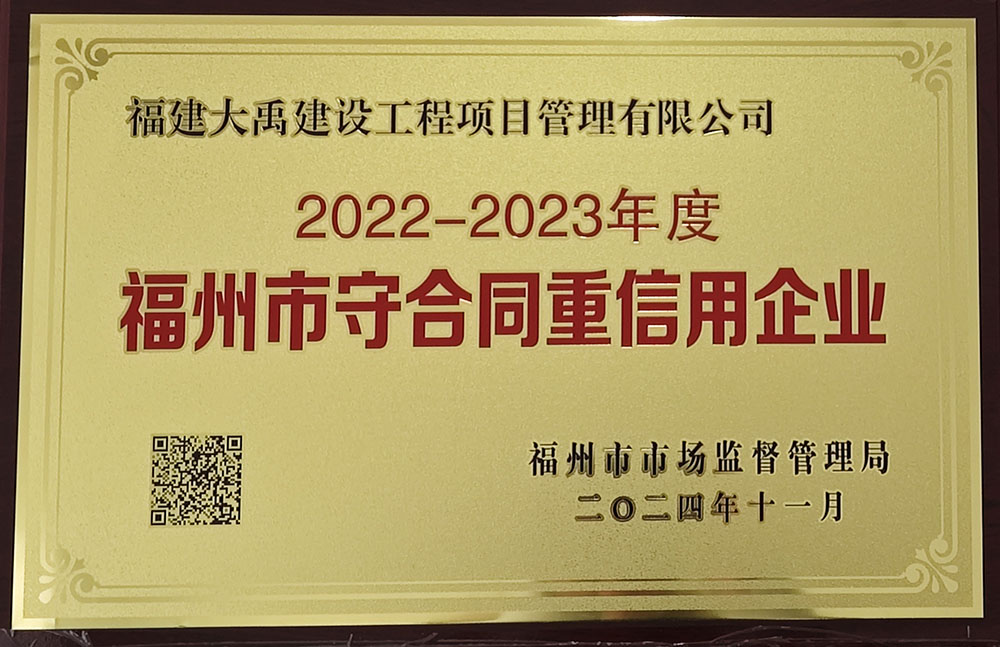 福建大禹建设工程项目管理有限公司
2022-2023年度
福州市守合同重信用企业
福州市市场监督管理局
二〇二四年十一月